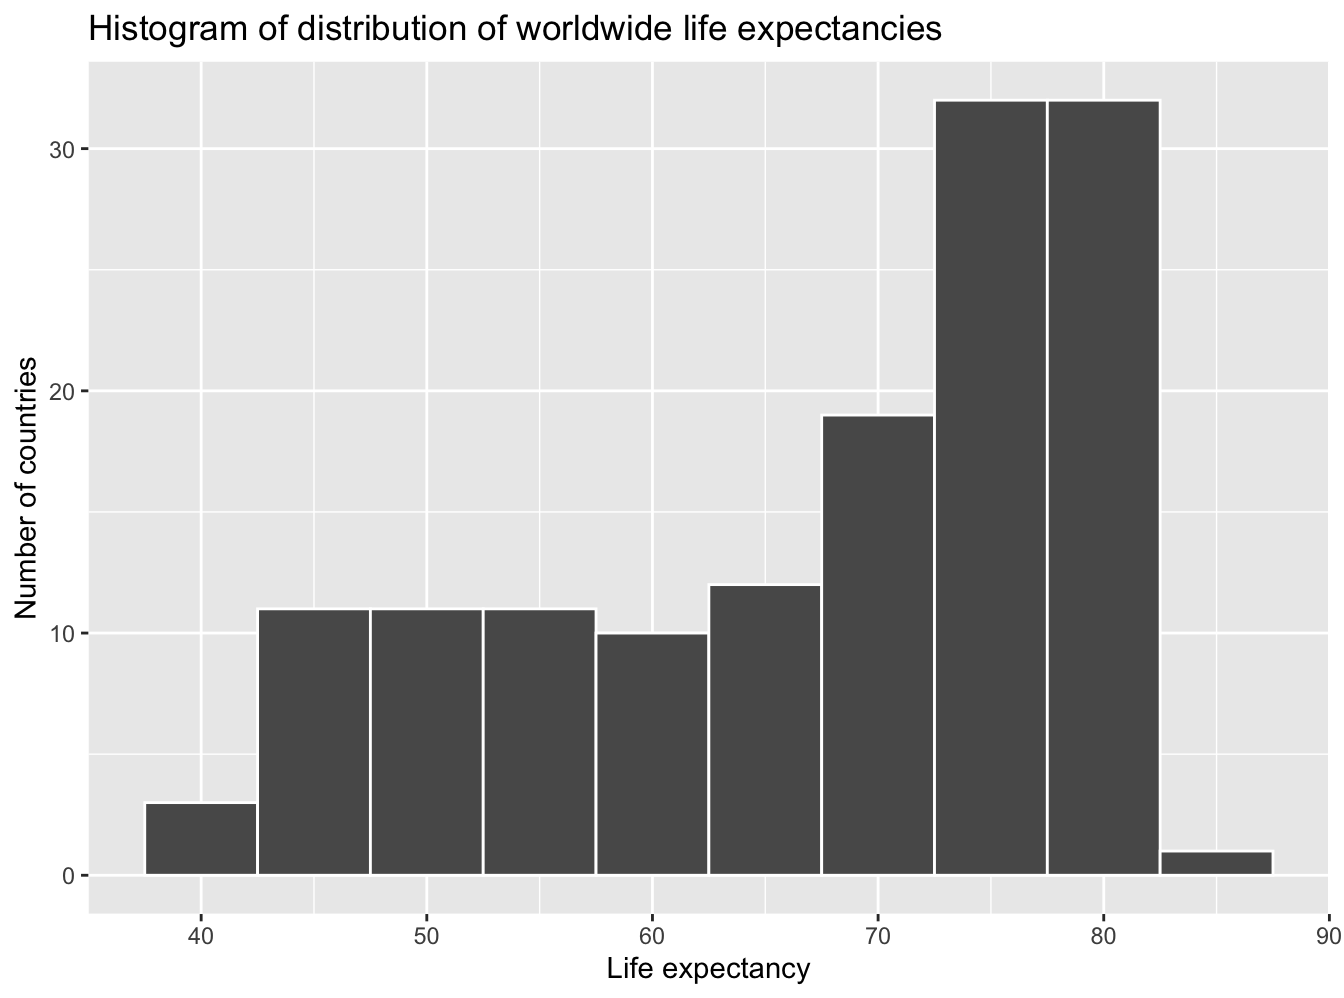 Histogram of distribution of worldwide life expectancies
Number of countries
30
20
10
0
40 50 60 70 80 90
Life expectancy